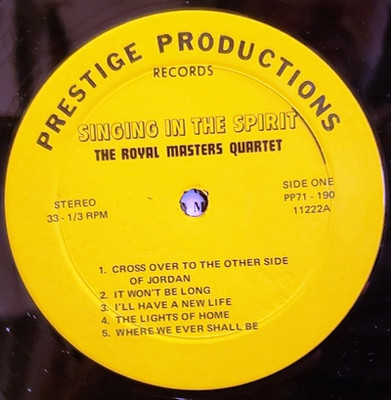 PRESTIGE PRODUCTIONS
RECORDS
SINGING IN THE SPIRIT
THE ROYAL MASTERS QUARTET
STEREO
33 - 1/3 RPM
SIDE ONE
PP71 - 190
11222A
1. CROSS OVER TO THE OTHER SIDE
OF JORDAN
2. IT WON'T BE LONG
3. I'LL HAVE A NEW LIFE
4. THE LIGHTS OF HOME
5. WHERE WE EVER SHALL BE